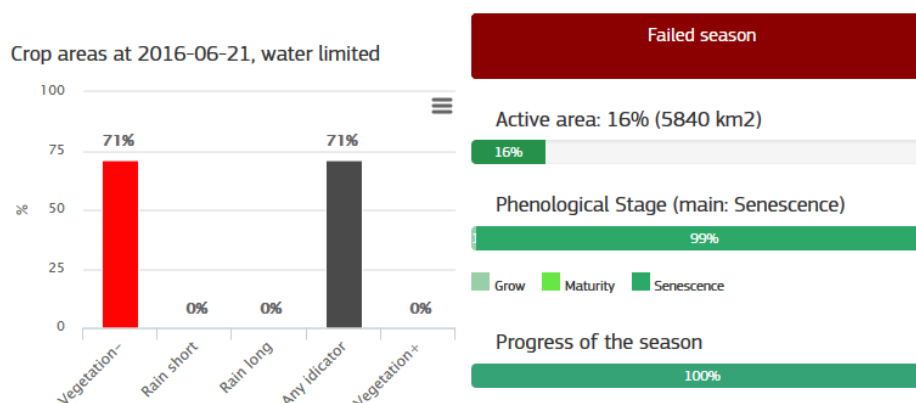 Crop areas at 2016-06-21, water limited
100
75
50
25
0
%
71%
0%
0%
71%
0%
Vegetation-
Rain short
Rain long
Any idicator
Vegetation+
Failed season
Active area: 16% (5840 km2)
16%
Phenological Stage (main: Senescence)
99%
Grow
Maturity
Senescence
Progress of the season
100%